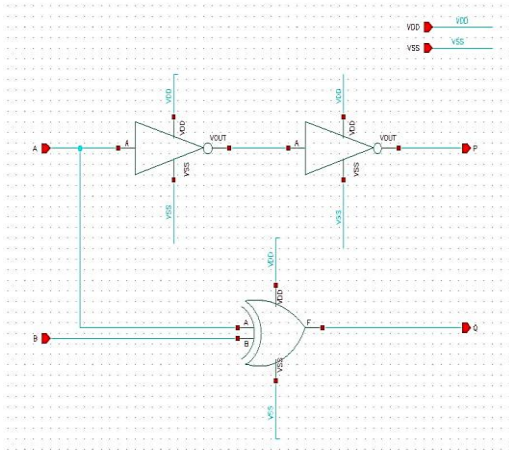 VDD VDD
VSS VSS
VDD VDD
VDD VDD
A A VOUT A VOUT P
VSS VSS
VSS VSS
VDD
VDD
A F Q
B B
VSS
VSS